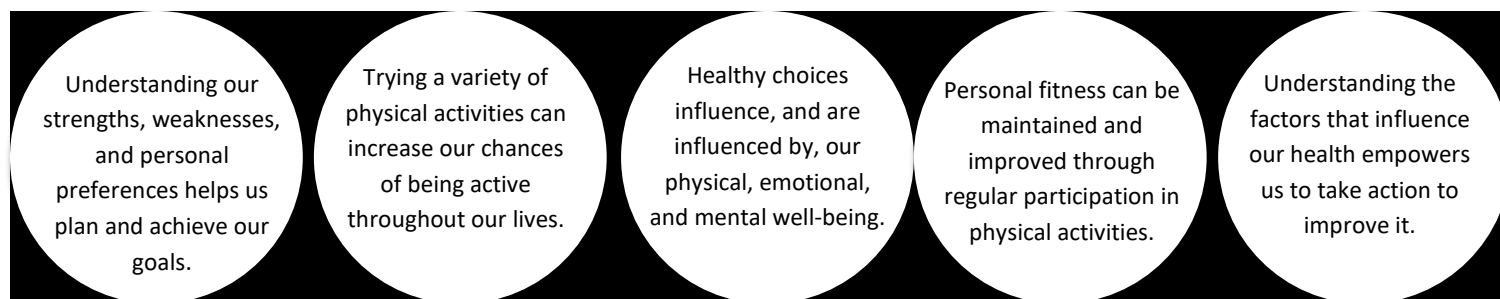 Understanding our
strengths, weaknesses,
and personal
preferences helps us
plan and achieve our
goals.
Trying a variety of
physical activities can
increase our chances
of being active
throughout our lives.
Healthy choices
influence, and are
influenced by, our
physical, emotional,
and mental well-being.
Personal fitness can be
maintained and
improved through
regular participation in
physical activities.
Understanding the
factors that influence
our health empowers
us to take action to
improve it.